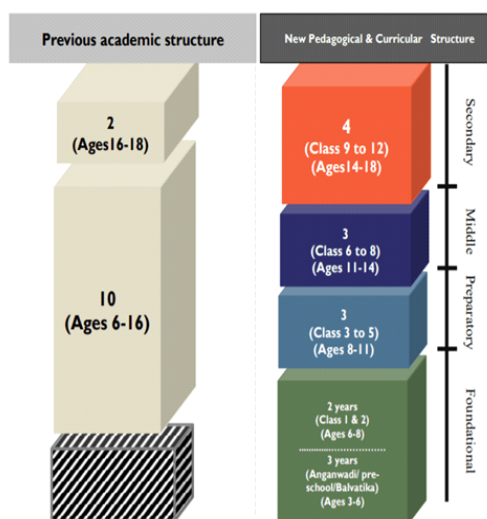 Previous academic structure
New Pedagogical & Curricular Structure
2
(Ages16-18)
10
(Ages 6-16)
4
(Class 9 to 12)
(Ages14-18)
3
(Class 6 to 8)
(Ages 11-14)
3
(Class 3 to 5)
(Ages 8-11)
2 years
(Class 1 & 2)
(Ages 6-8)
3 years
(Anganwadi/ pre-
school/Balvatika)
(Ages 3-6)
Secondary
Middle
Preparatory
Foundational